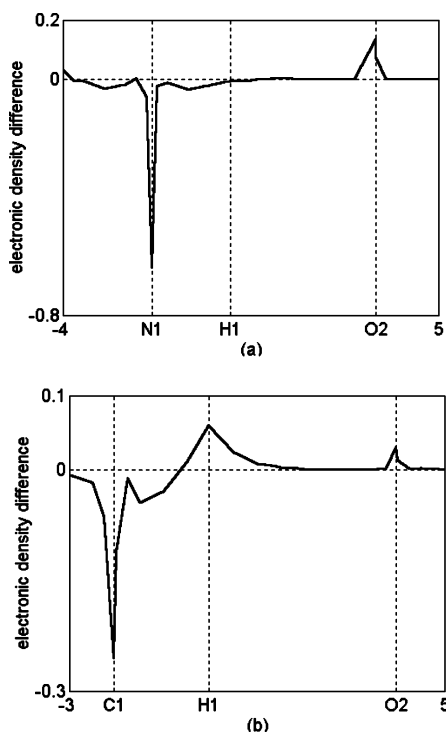 0.2
0
electronic density difference
-0.8
-4 N1 H1 O2 5
(a)
0.1
0
electronic density difference
-0.3
-3 C1 H1 O2 5
(b)